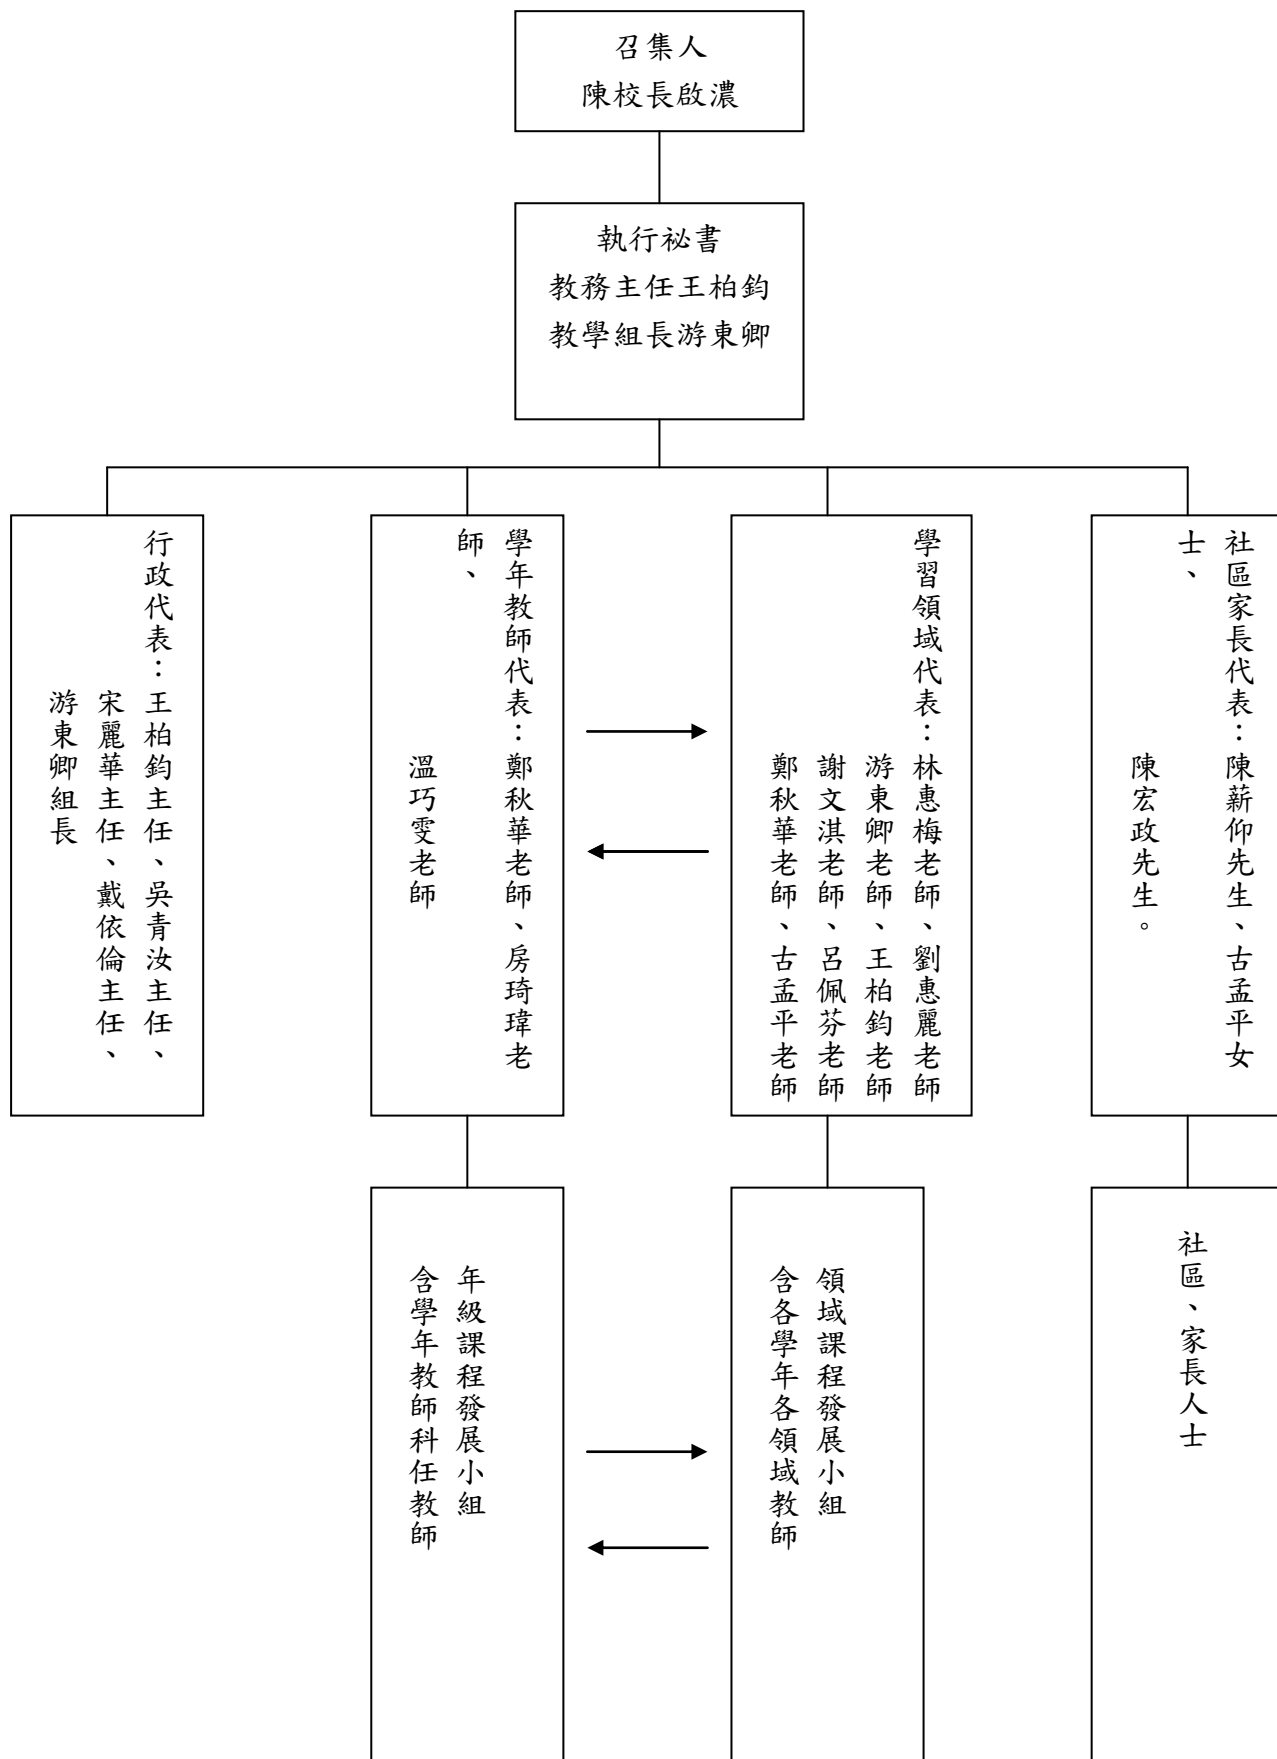 召集人
陳校長啟濃
執行祕書
教務主任王柏鈞
教學組長游東卿
行政代表：王柏鈞主任、吳青汝主任、
宋麗華主任、戴依倫主任、
游東卿組長
學年教師代表：鄭秋華老師、房琦瑋老
師、
溫巧雯老師
學習領域代表：林惠梅老師、劉惠麗老師
游東卿老師、王柏鈞老師
謝文淇老師、呂佩芬老師
鄭秋華老師、古孟平老師
社區家長代表：陳薪仰先生、古孟平女
士、
陳宏政先生。
年級課程發展小組
含學年教師科任教師
領域課程發展小組
含各學年各領域教師
社區、家長人士